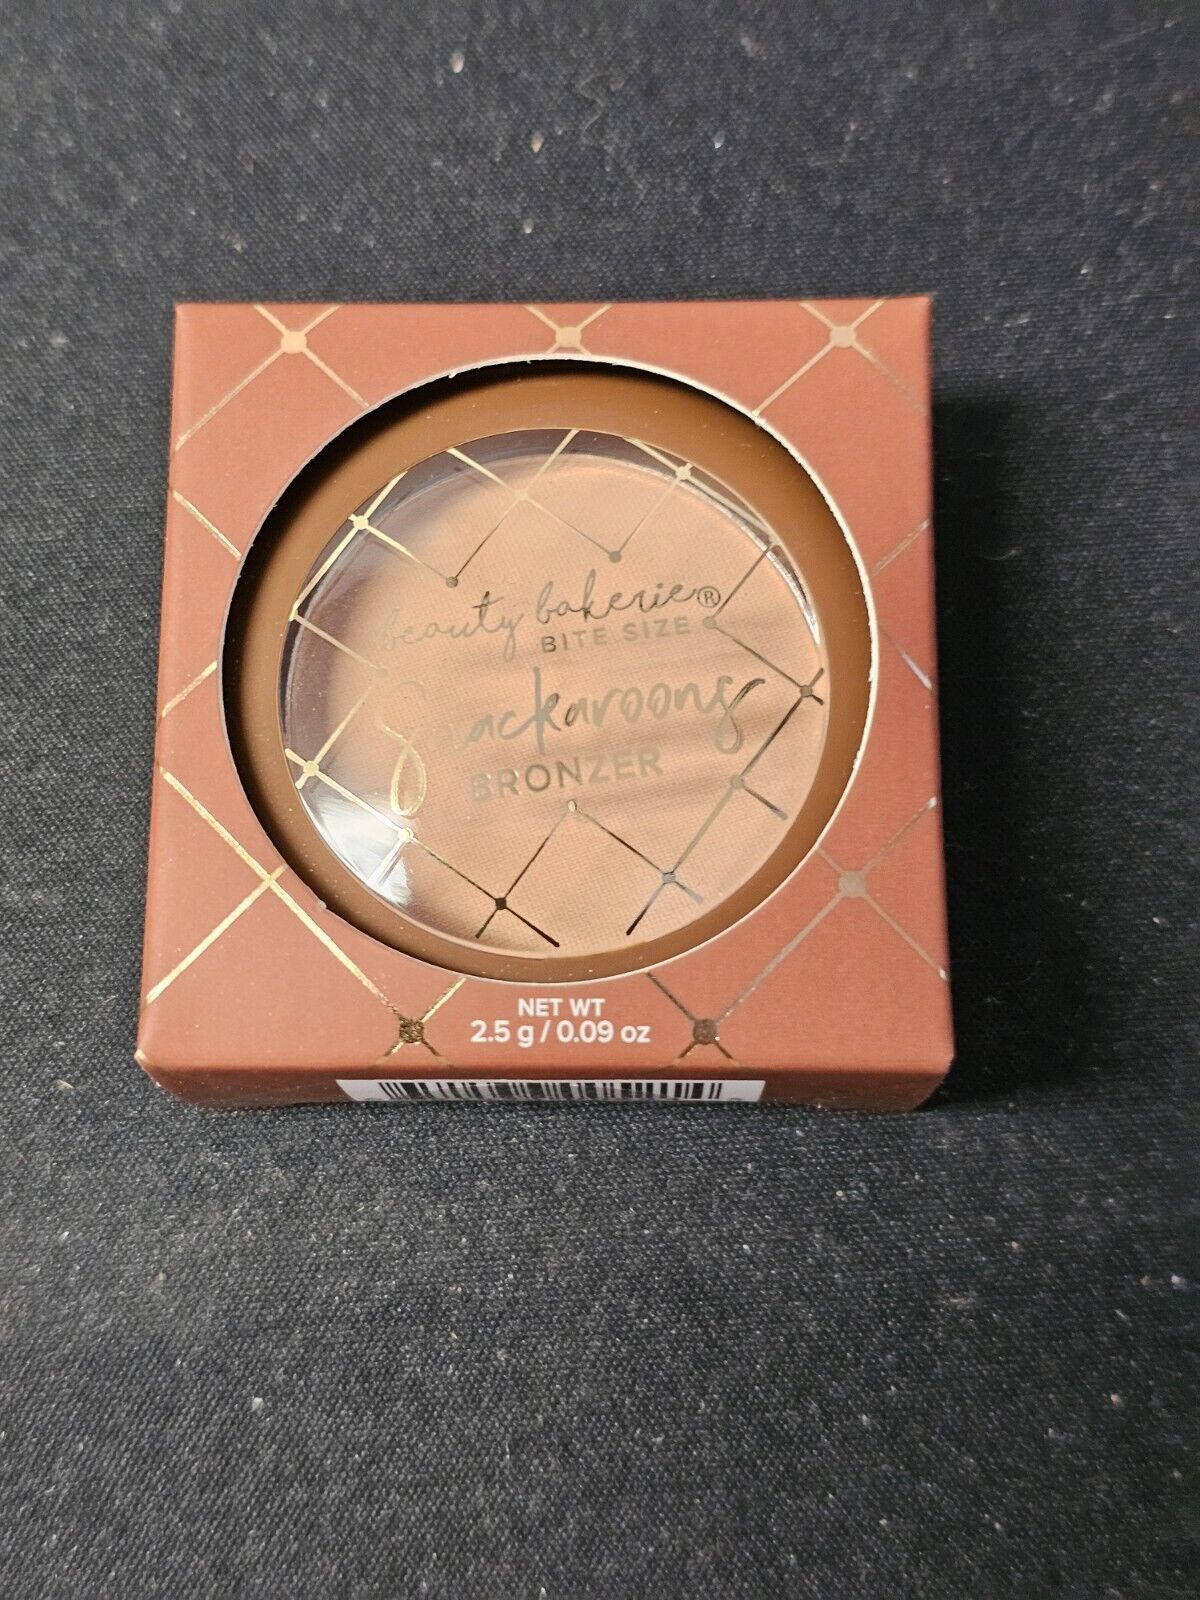 beauty bakerie®
BITE SIZE
Snackaroons
BRONZER
NET WT
2.5 g / 0.09 oz